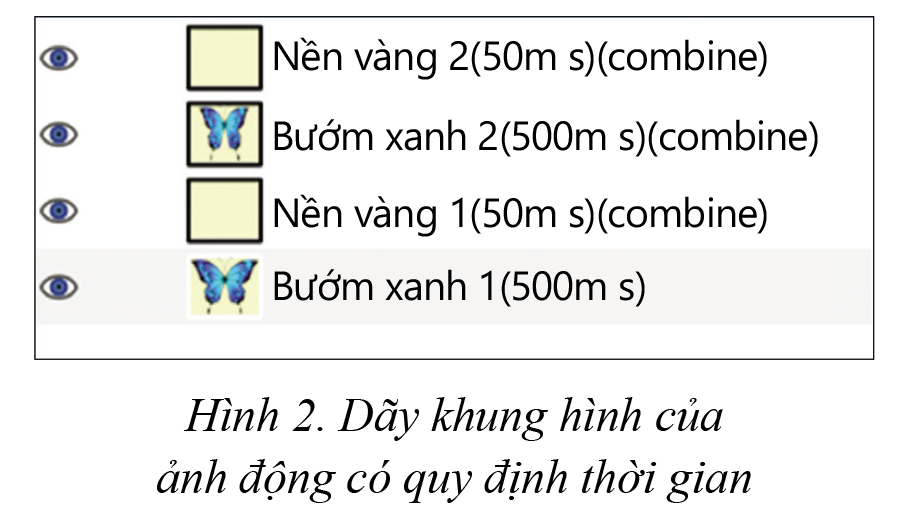 Nền vàng 2(50m s)(combine)
Bướm xanh 2(500m s)(combine)
Nền vàng 1(50m s)(combine)
Bướm xanh 1(500m s)
Hình 2. Dãy khung hình của
ảnh động có quy định thời gian